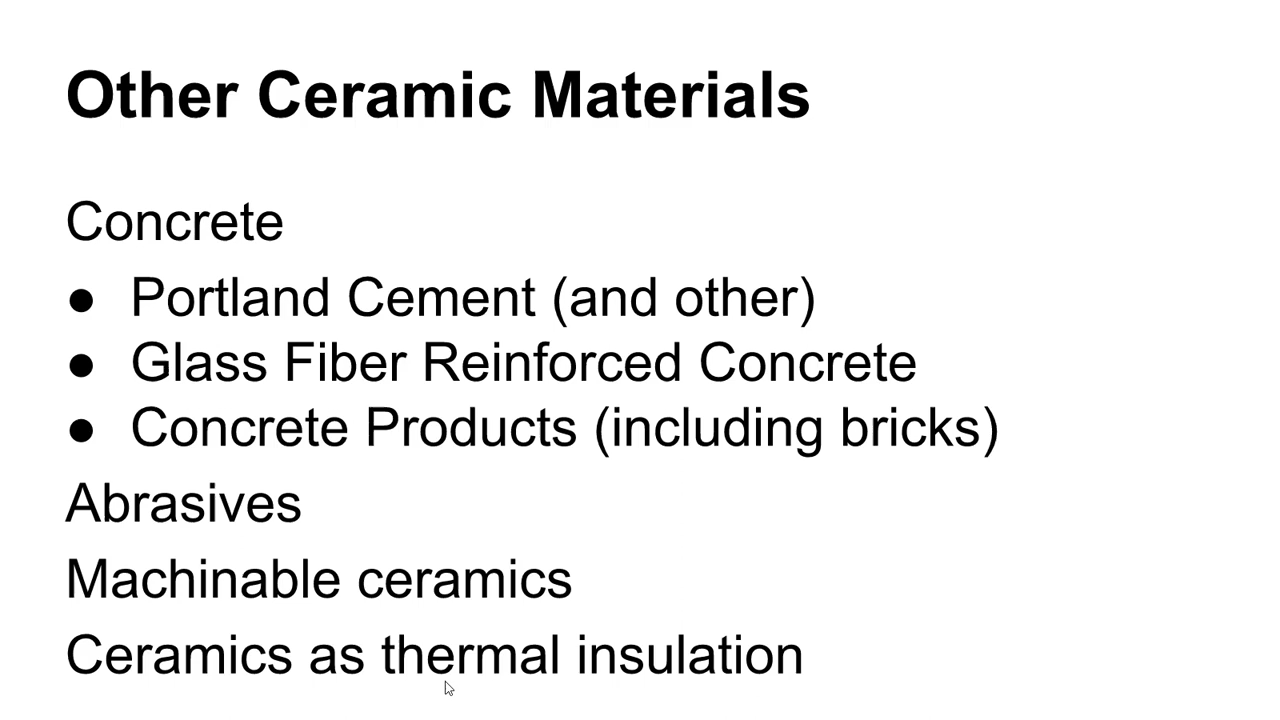 Other Ceramic Materials
Concrete
● Portland Cement (and other)
● Glass Fiber Reinforced Concrete
● Concrete Products (including bricks)
Abrasives
Machinable ceramics
Ceramics as thermal insulation